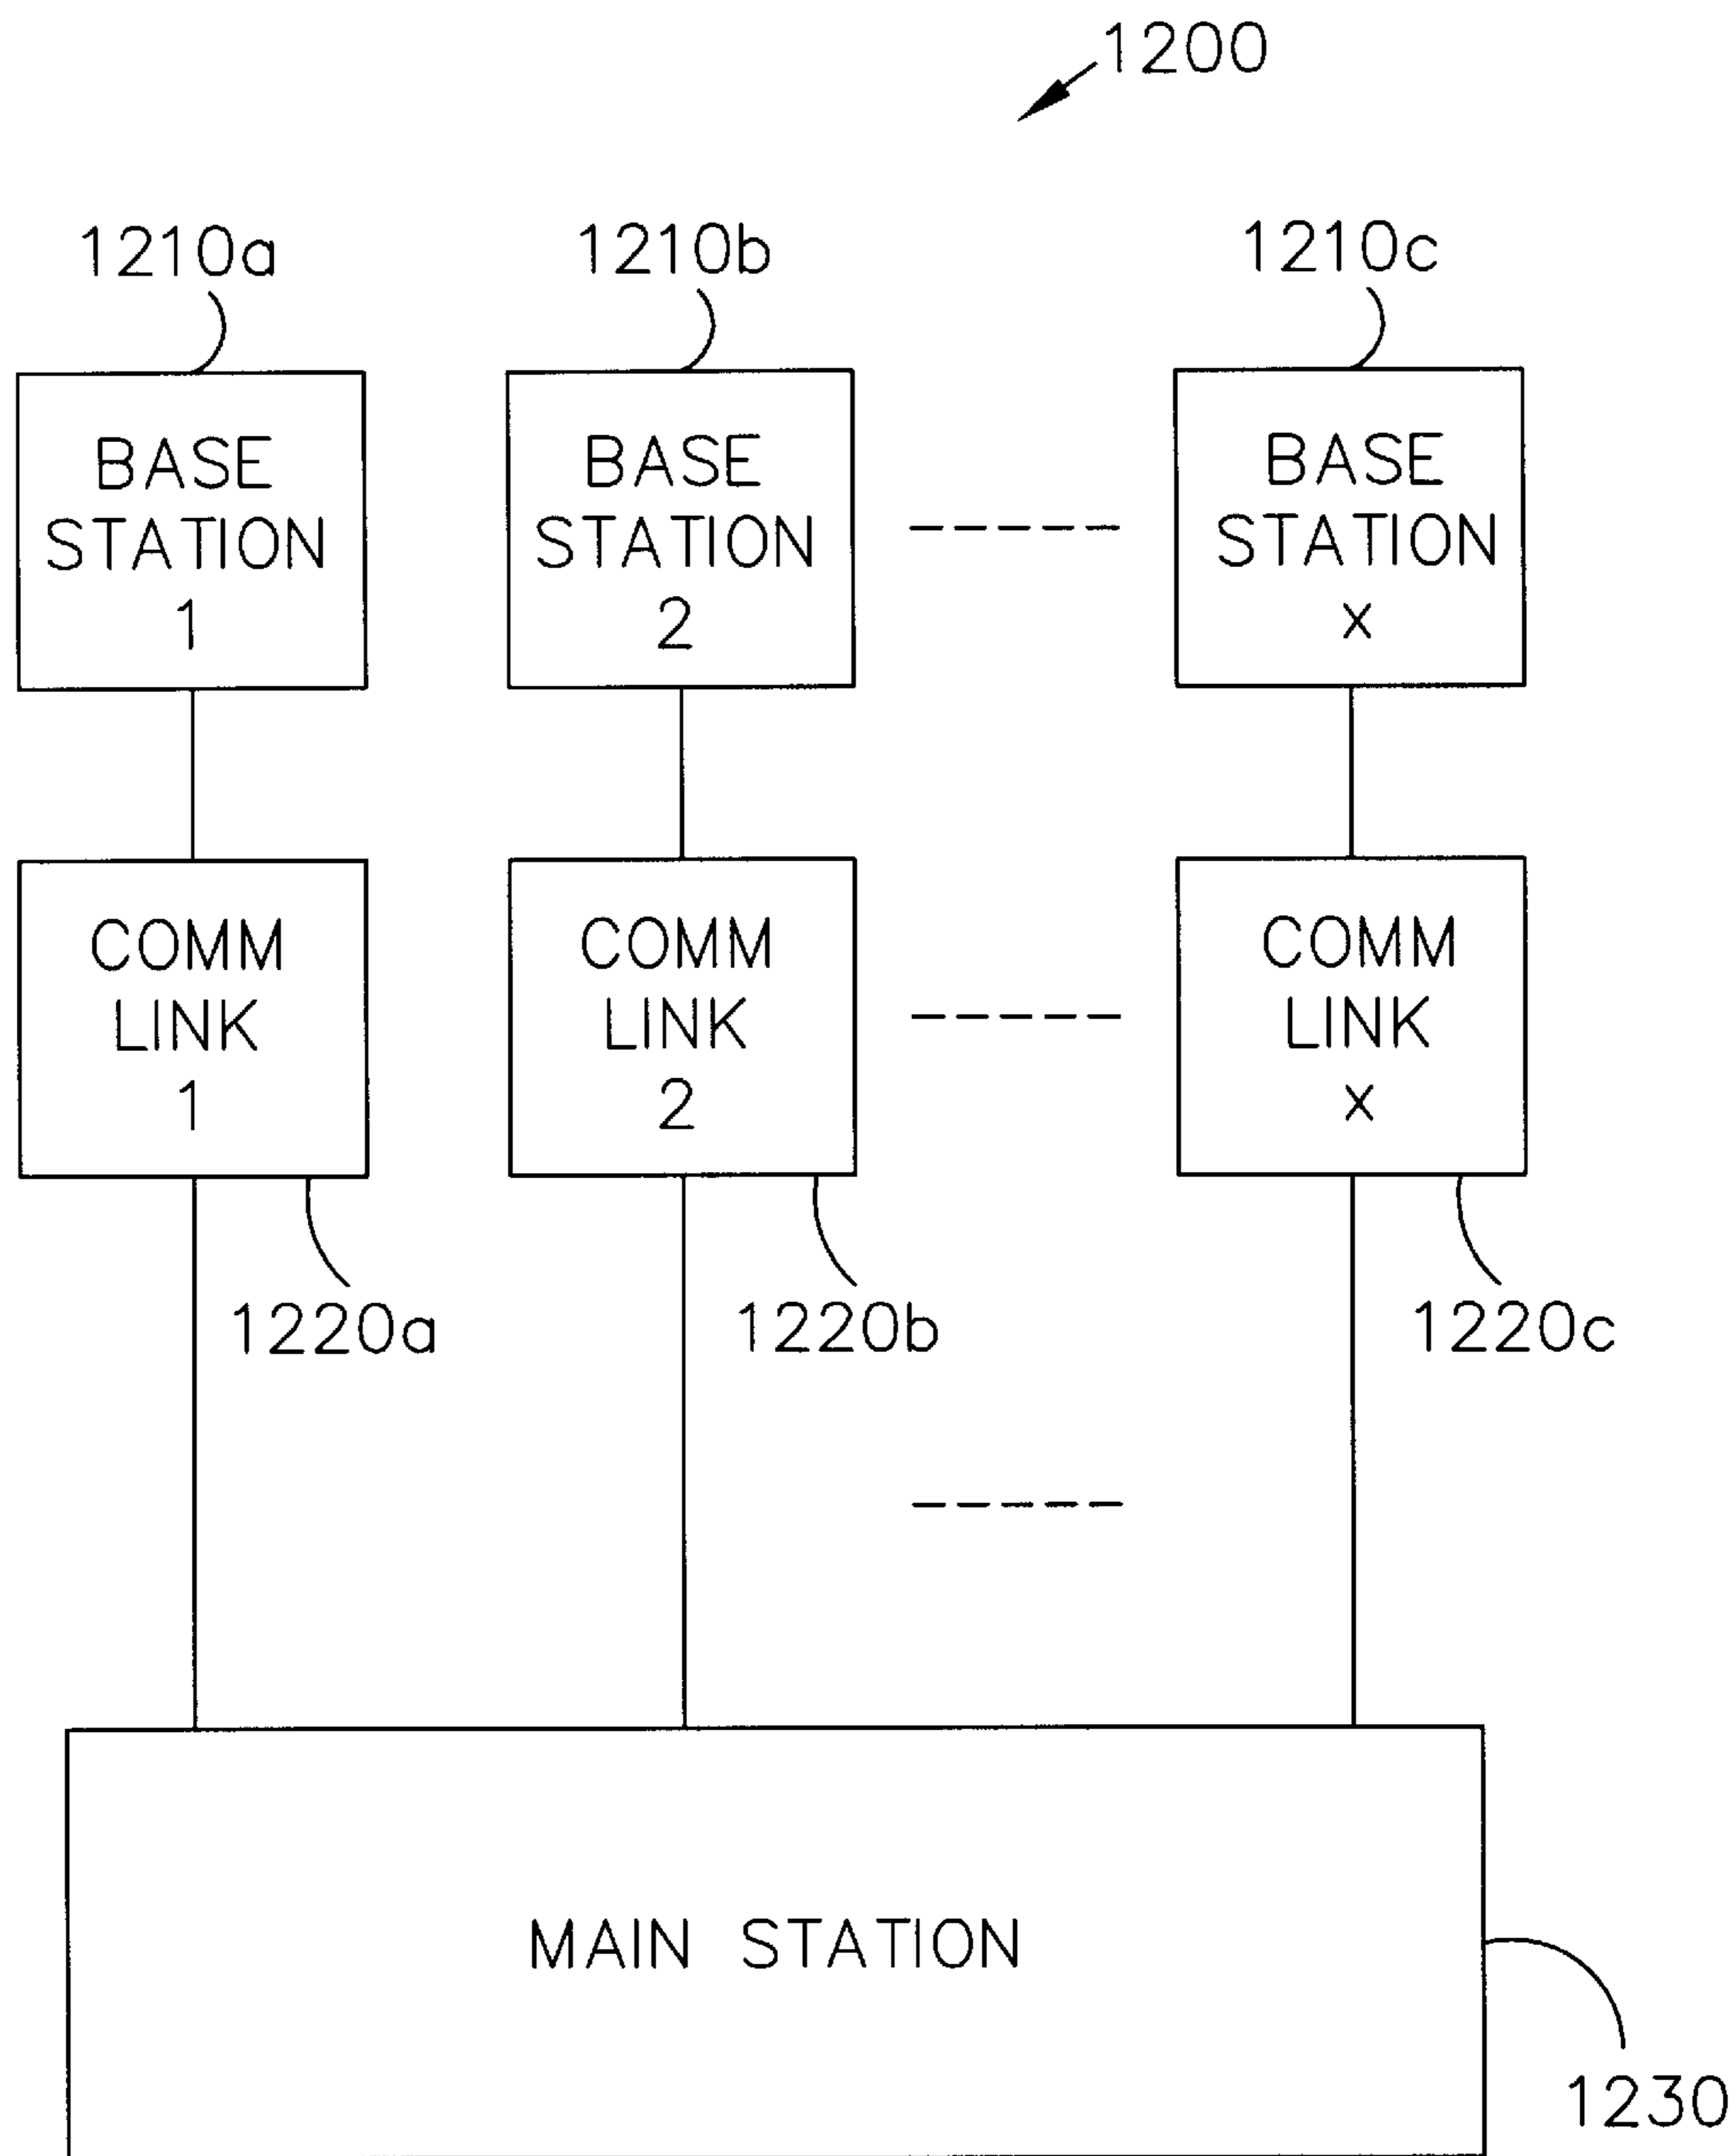 1200
1210a
1210b
1210c
BASE
STATION
1
BASE
STATION
2
BASE
STATION
x
COMM
LINK
1
COMM
LINK
2
COMM
LINK
x
1220a
1220b
1220c
MAIN STATION
1230